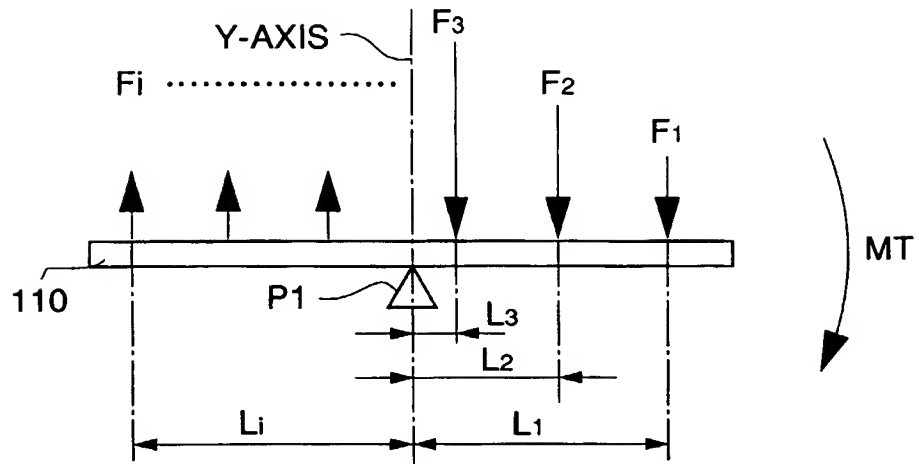 Y-AXIS
F3
Fi ..............
F2
F1
MT
110
P1
L3
L2
Li
L1